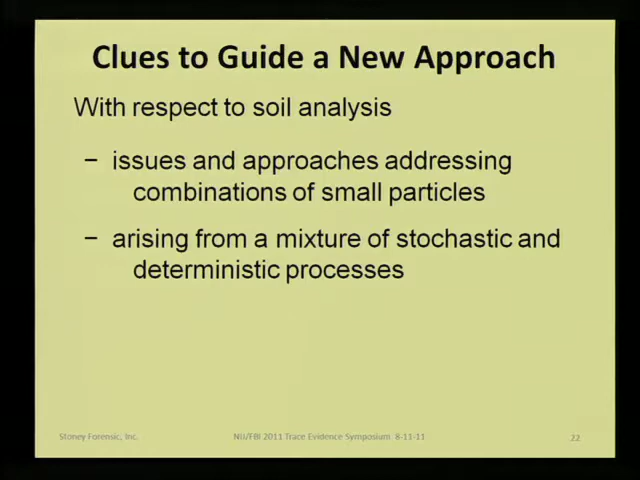 Clues to Guide a New Approach
With respect to soil analysis
– issues and approaches addressing
combinations of small particles
– arising from a mixture of stochastic and
deterministic processes
Stoney Forensic, Inc.
NIJ/FBI 2011 Trace Evidence Symposium 8-11-11
22